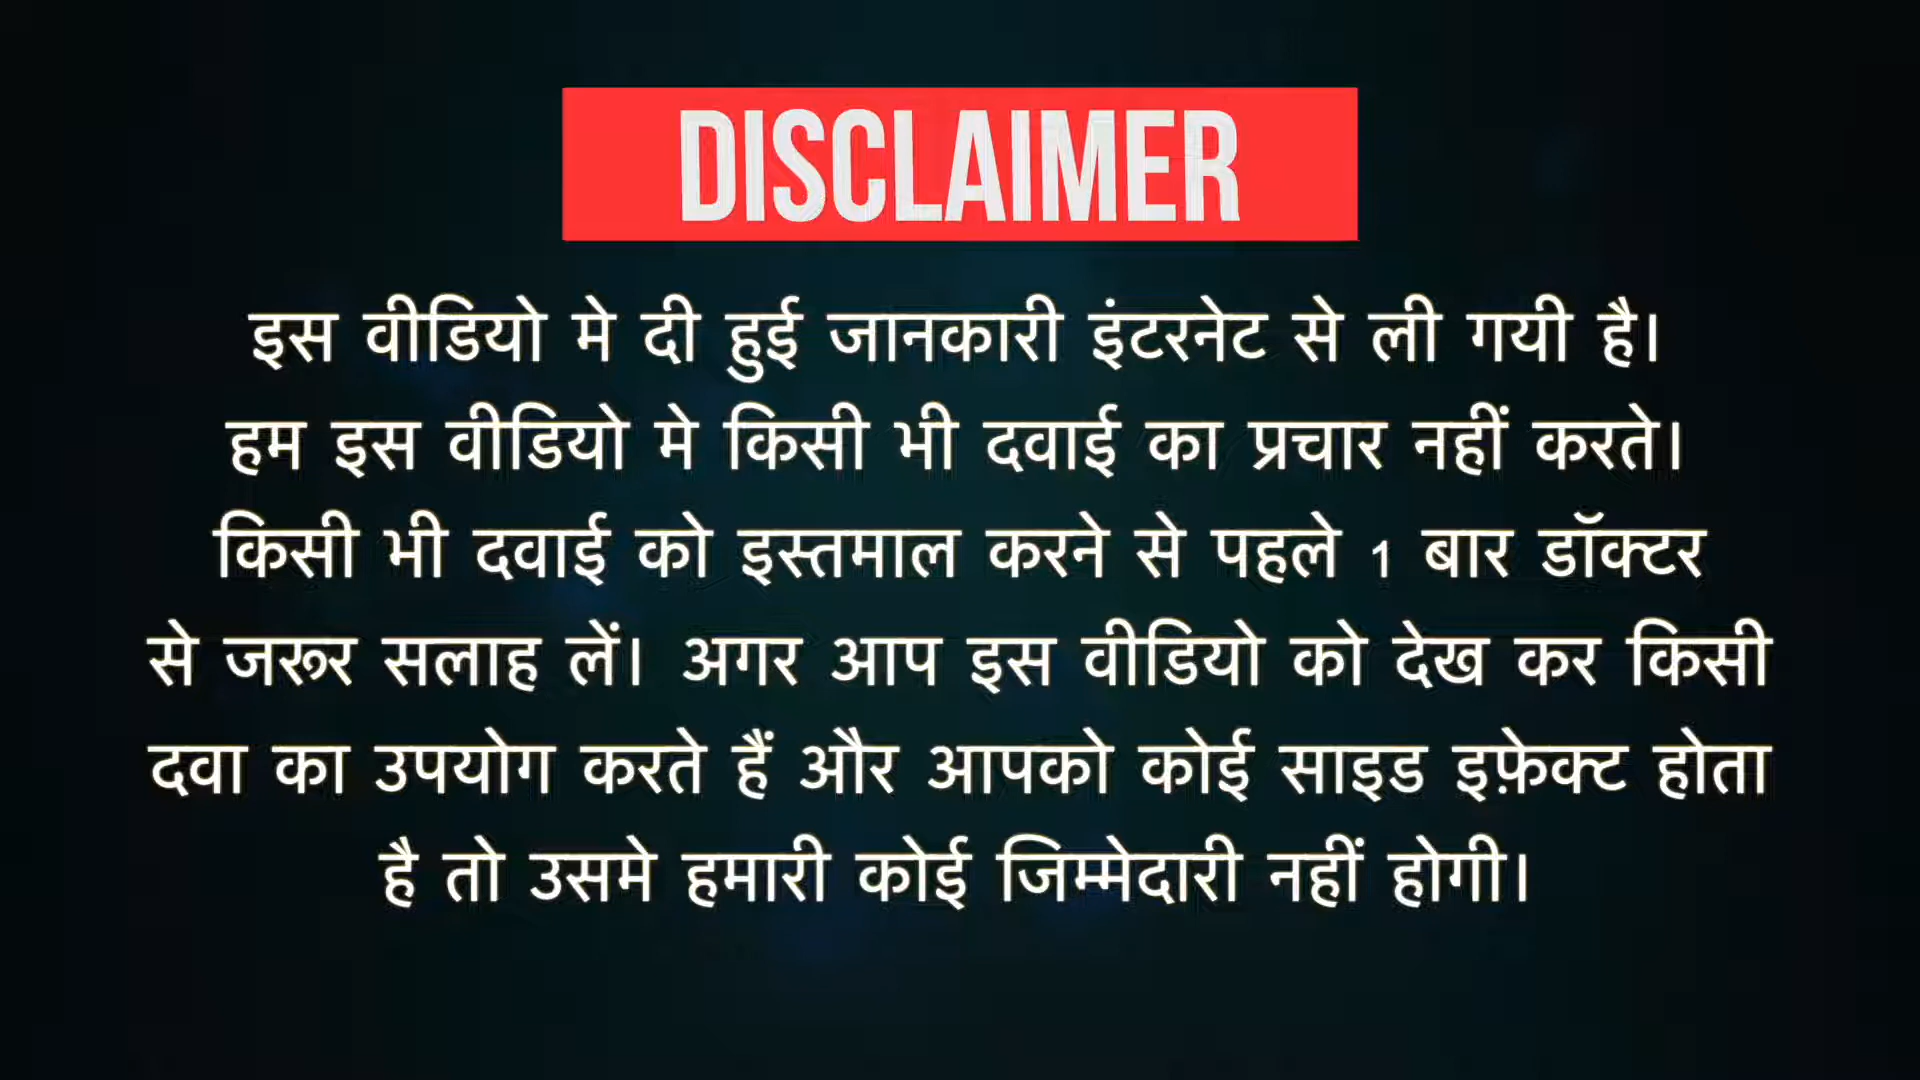 DISCLAIMER
इस वीडियो मे दी हुई जानकारी इंटरनेट से ली गयी है।
हम इस वीडियो मे किसी भी दवाई का प्रचार नहीं करते।
किसी भी दवाई को इस्तमाल करने से पहले 1 बार डॉक्टर
से जरूर सलाह लें। अगर आप इस वीडियो को देख कर किसी
दवा का उपयोग करते हैं और आपको कोई साइड इफ़ेक्ट होता
है तो उसमे हमारी कोई जिम्मेदारी नहीं होगी।